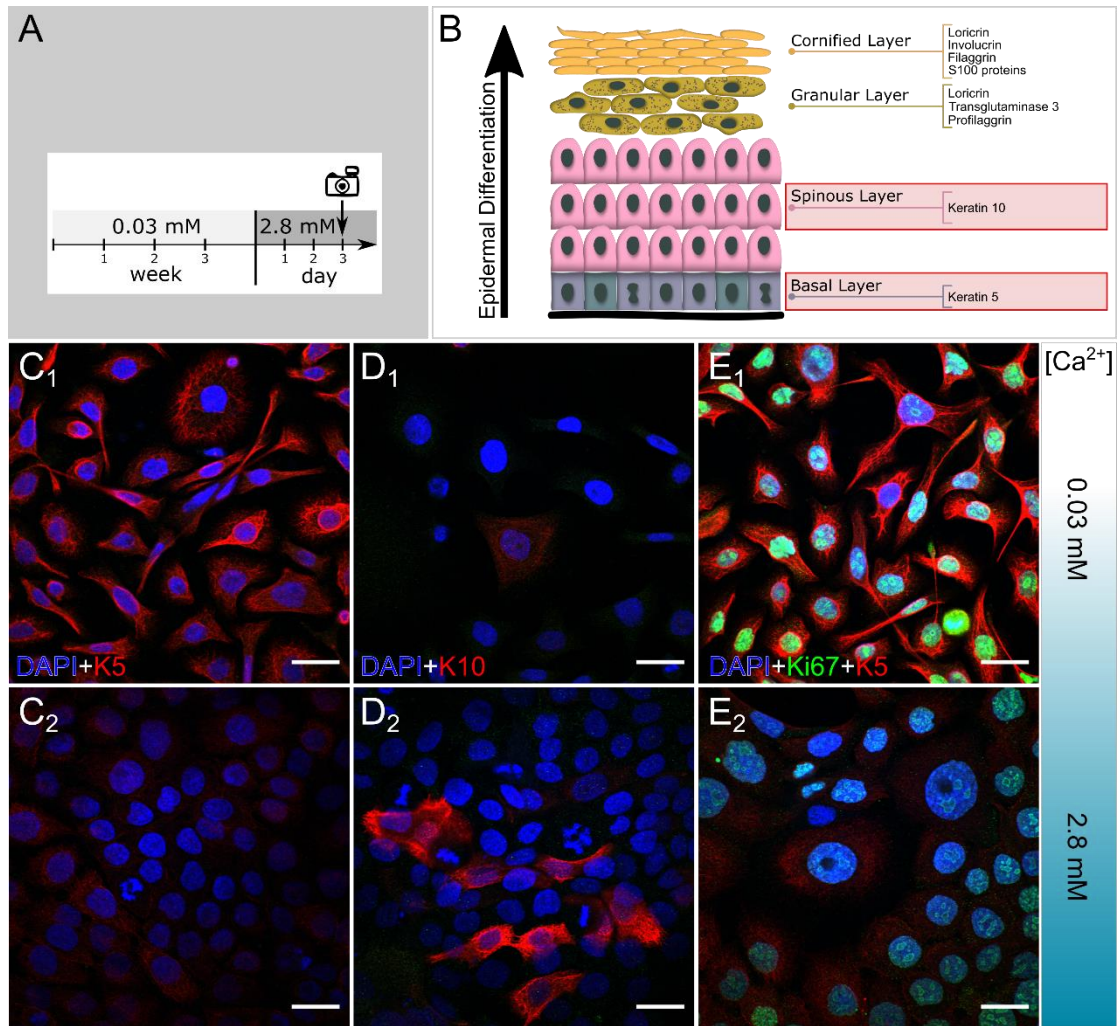 A
0.03 mM
2.8 mM
1
2
3
1
2
3
week
day
B
Epidermal Differentiation
Cornified Layer
Loricrin
Involucrin
Filaggrin
S100 proteins
Granular Layer
Loricrin
Transglutaminase 3
Profilaggrin
Spinous Layer
Keratin 10
Basal Layer
Keratin 5
C1
DAPI+K5
D1
DAPI+K10
E1
DAPI+Ki67+K5
[Ca2+]
0.03 mM
2.8 mM
C2
D2
E2